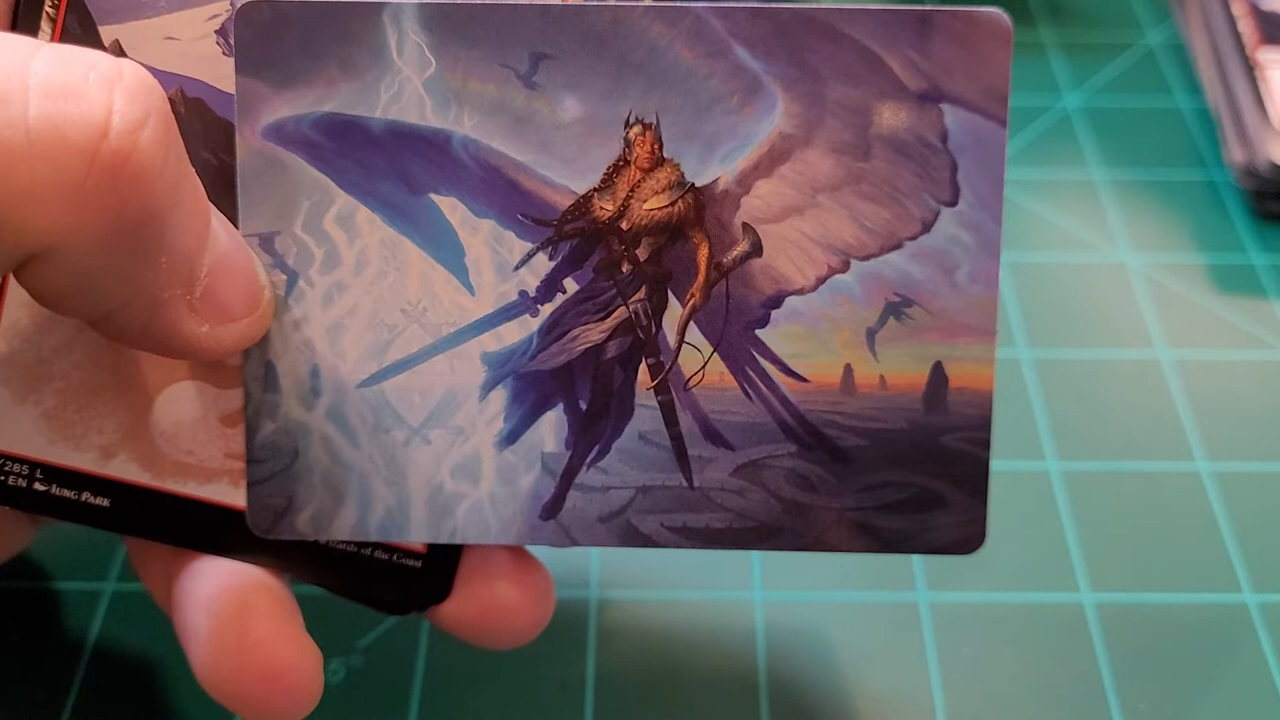 /285 L
• EN Jung Park
Wizards of the Coast